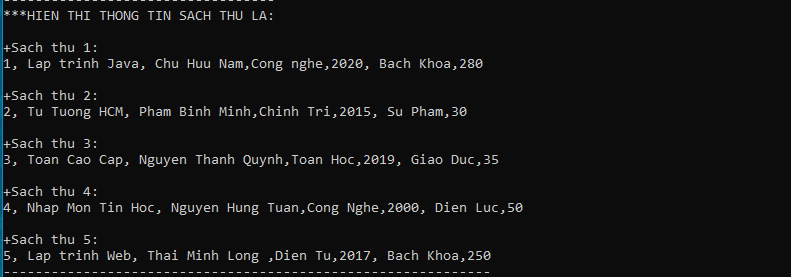 ----------------------------------
***HIEN THI THONG TIN SACH THU LA:
+Sach thu 1:
1, Lap trinh Java, Chu Huu Nam,Cong nghe,2020, Bach Khoa,280
+Sach thu 2:
2, Tu Tuong HCM, Pham Binh Minh,Chinh Tri,2015, Su Pham,30
+Sach thu 3:
3, Toan Cao Cap, Nguyen Thanh Quynh,Toan Hoc,2019, Giao Duc,35
+Sach thu 4:
4, Nhap Mon Tin Hoc, Nguyen Hung Tuan,Cong Nghe,2000, Dien Luc,50
+Sach thu 5:
5, Lap trinh Web, Thai Minh Long ,Dien Tu,2017, Bach Khoa,250
-------------------------------------------------------------